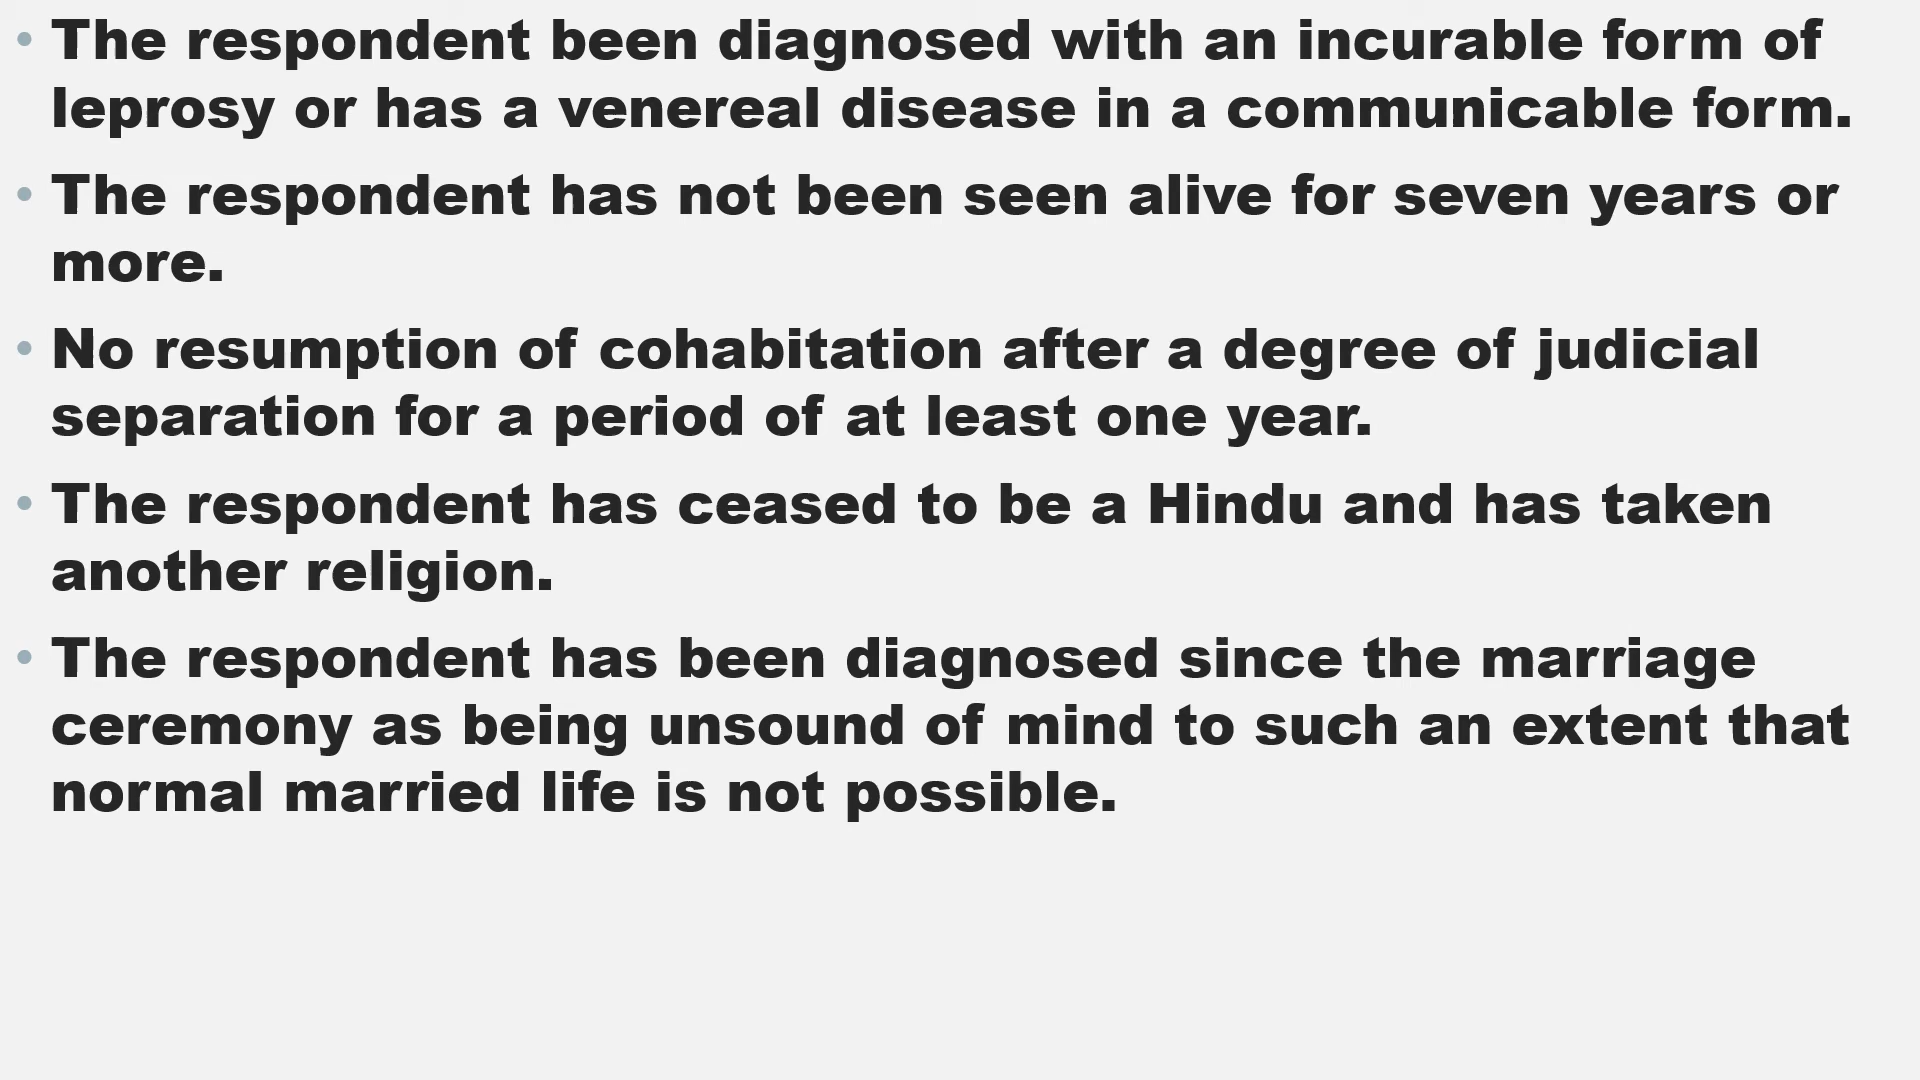 • The respondent been diagnosed with an incurable form of
leprosy or has a venereal disease in a communicable form.
• The respondent has not been seen alive for seven years or
more.
• No resumption of cohabitation after a degree of judicial
separation for a period of at least one year.
• The respondent has ceased to be a Hindu and has taken
another religion.
• The respondent has been diagnosed since the marriage
ceremony as being unsound of mind to such an extent that
normal married life is not possible.